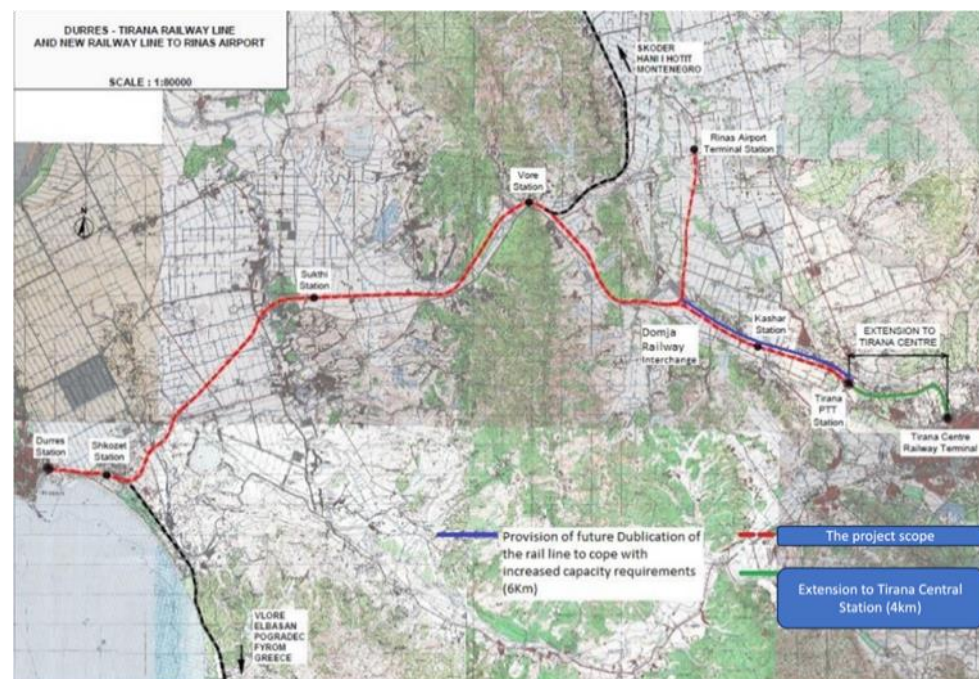 DURRES - TIRANA RAILWAY LINE
AND NEW RAILWAY LINE TO RINAS AIRPORT
SCALE : 1:80000
SKODER
HANI I HOTIT
MONTENEGRO
Rinas Airport
Terminal Station
Vore
Station
N
Sukthi
Station
Domja
Railway
Interchange
Kashar
Station
EXTENSION TO
TIRANA CENTRE
Tirana
PTT
Station
Tirana Centre
Railway Terminal
Durres
Station
Shkozet
Station
Provision of future Dublication of
the rail line to cope with
increased capacity requirements
(6Km)
The project scope
Extension to Tirana Central
Station (4km)
VLORE
ELBASAN
POGRADEC
FYROM
GREECE